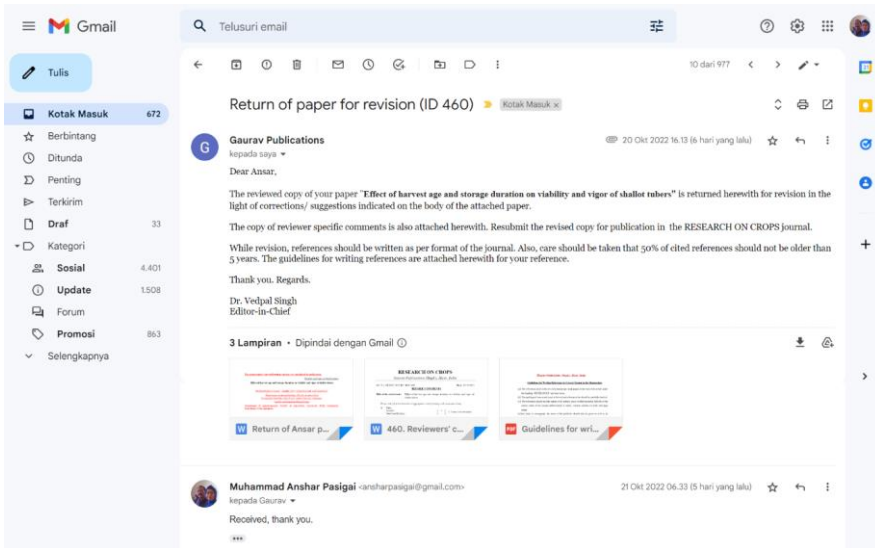 Gmail
Telusuri email
Tulis
10 dari 977
Kotak Masuk 672
Berbintang
Ditunda
Penting
Terkirim
Draf 33
Kategori
Sosial 4.401
Update 1.508
Forum
Promosi 863
Selengkapnya
Return of paper for revision (ID 460) Kotak Masuk x
G
Gaurav Publications 20 Okt 2022 16.13 (6 hari yang lalu)
kepada saya
Dear Ansar,
The reviewed copy of your paper "Effect of harvest age and storage duration on viability and vigor of shallot tubers" is returned herewith for revision in the
light of corrections/ suggestions indicated on the body of the attached paper.
The copy of reviewer specific comments is also attached herewith. Resubmit the revised copy for publication in the RESEARCH ON CROPS journal.
While revision, references should be written as per format of the journal. Also, care should be taken that 50% of cited references should not be older than
5 years. The guidelines for writing references are attached herewith for your reference.
Thank you. Regards.
Dr. Vedpal Singh
Editor-in-Chief
3 Lampiran • Dipindai dengan Gmail
RESEARCH ON CROPS
W Return of Ansar p...
W 460. Reviewers' c...
PDF Guidelines for wri...
Muhammad Anshar Pasigai <ansharpasigai@gmail.com> 21 Okt 2022 06.33 (5 hari yang lalu)
kepada Gaurav
Received, thank you.